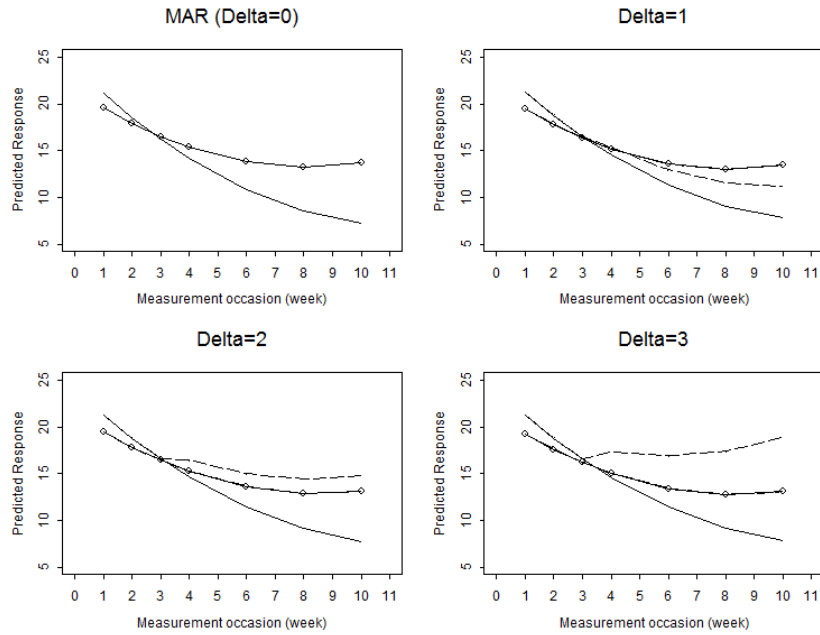 MAR (Delta=0)
Predicted Response
25
20
15
10
5
0 1 2 3 4 5 6 7 8 9 10 11
Measurement occasion (week)
Delta=1
Predicted Response
25
20
15
10
5
0 1 2 3 4 5 6 7 8 9 10 11
Measurement occasion (week)
Delta=2
Predicted Response
25
20
15
10
5
0 1 2 3 4 5 6 7 8 9 10 11
Measurement occasion (week)
Delta=3
Predicted Response
25
20
15
10
5
0 1 2 3 4 5 6 7 8 9 10 11
Measurement occasion (week)